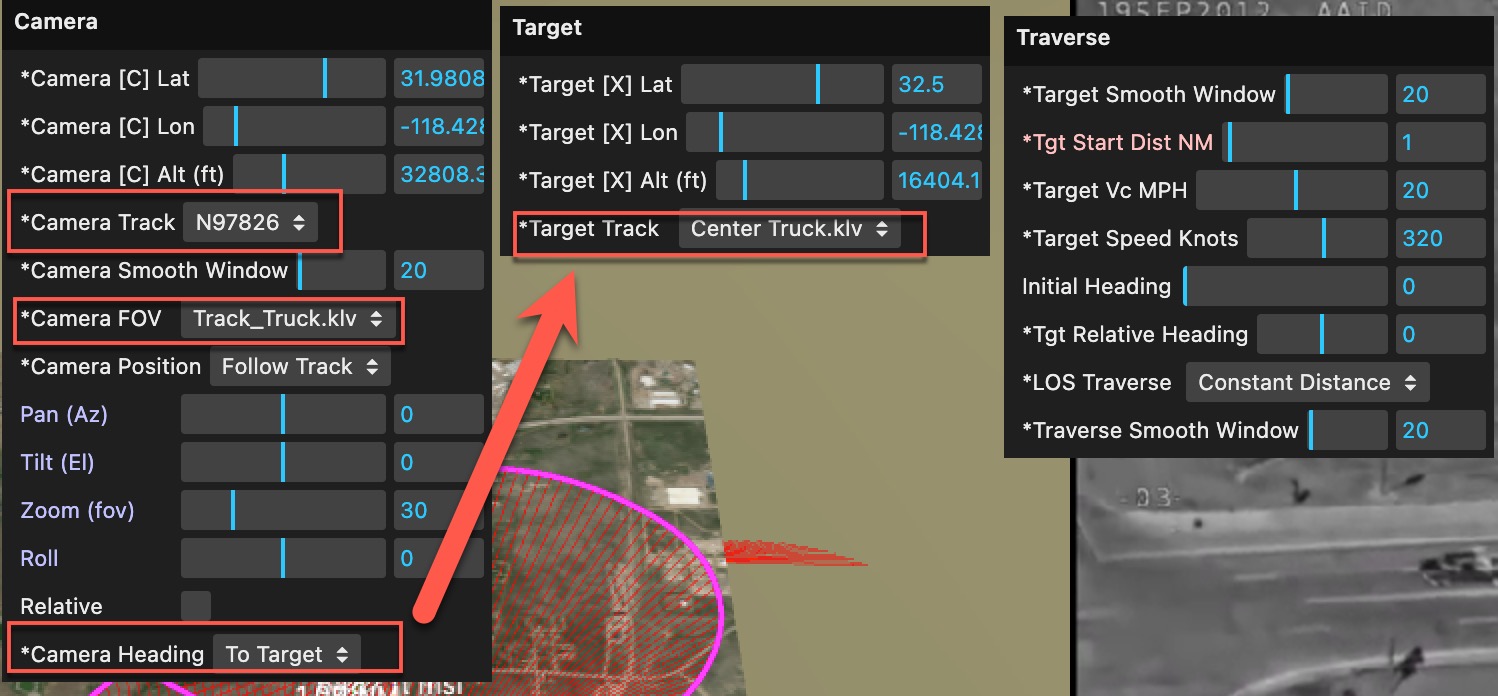 Camera
*Camera [C] Lat 31.9808
*Camera [C] Lon -118.428
*Camera [C] Alt (ft) 32808.3
*Camera Track N97826
*Camera Smooth Window 20
*Camera FOV Track_Truck.klv
*Camera Position Follow Track
Pan (Az) 0
Tilt (El) 0
Zoom (fov) 30
Roll 0
Relative
*Camera Heading To Target
Target
*Target [X] Lat 32.5
*Target [X] Lon -118.428
*Target [X] Alt (ft) 16404.1
*Target Track Center Truck.klv
195EP2012 AAID
Traverse
*Target Smooth Window 20
*Tgt Start Dist NM 1
*Target Vc MPH 20
*Target Speed Knots 320
Initial Heading 0
*Tgt Relative Heading 0
*LOS Traverse Constant Distance
*Traverse Smooth Window 20
-03-